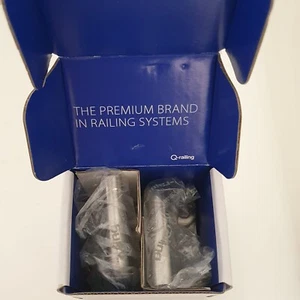 THE PREMIUM BRAND
IN RAILING SYSTEMS
Q-railing